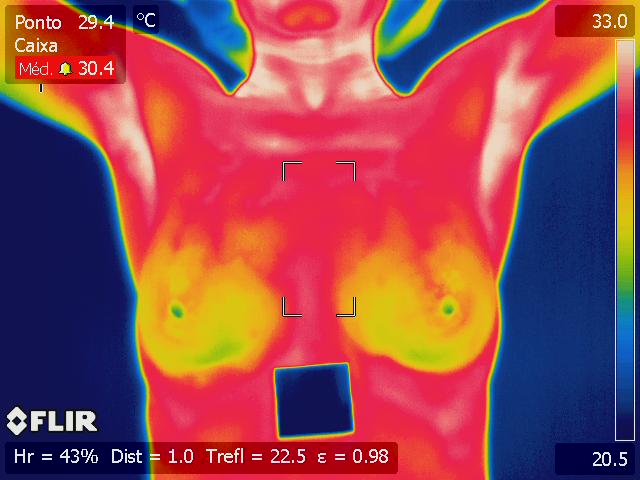 Ponto 29.4 °C
Caixa
Méd. 30.4
33.0
FLIR
Hr = 43% Dist = 1.0 Trefl = 22.5 ε = 0.98
20.5